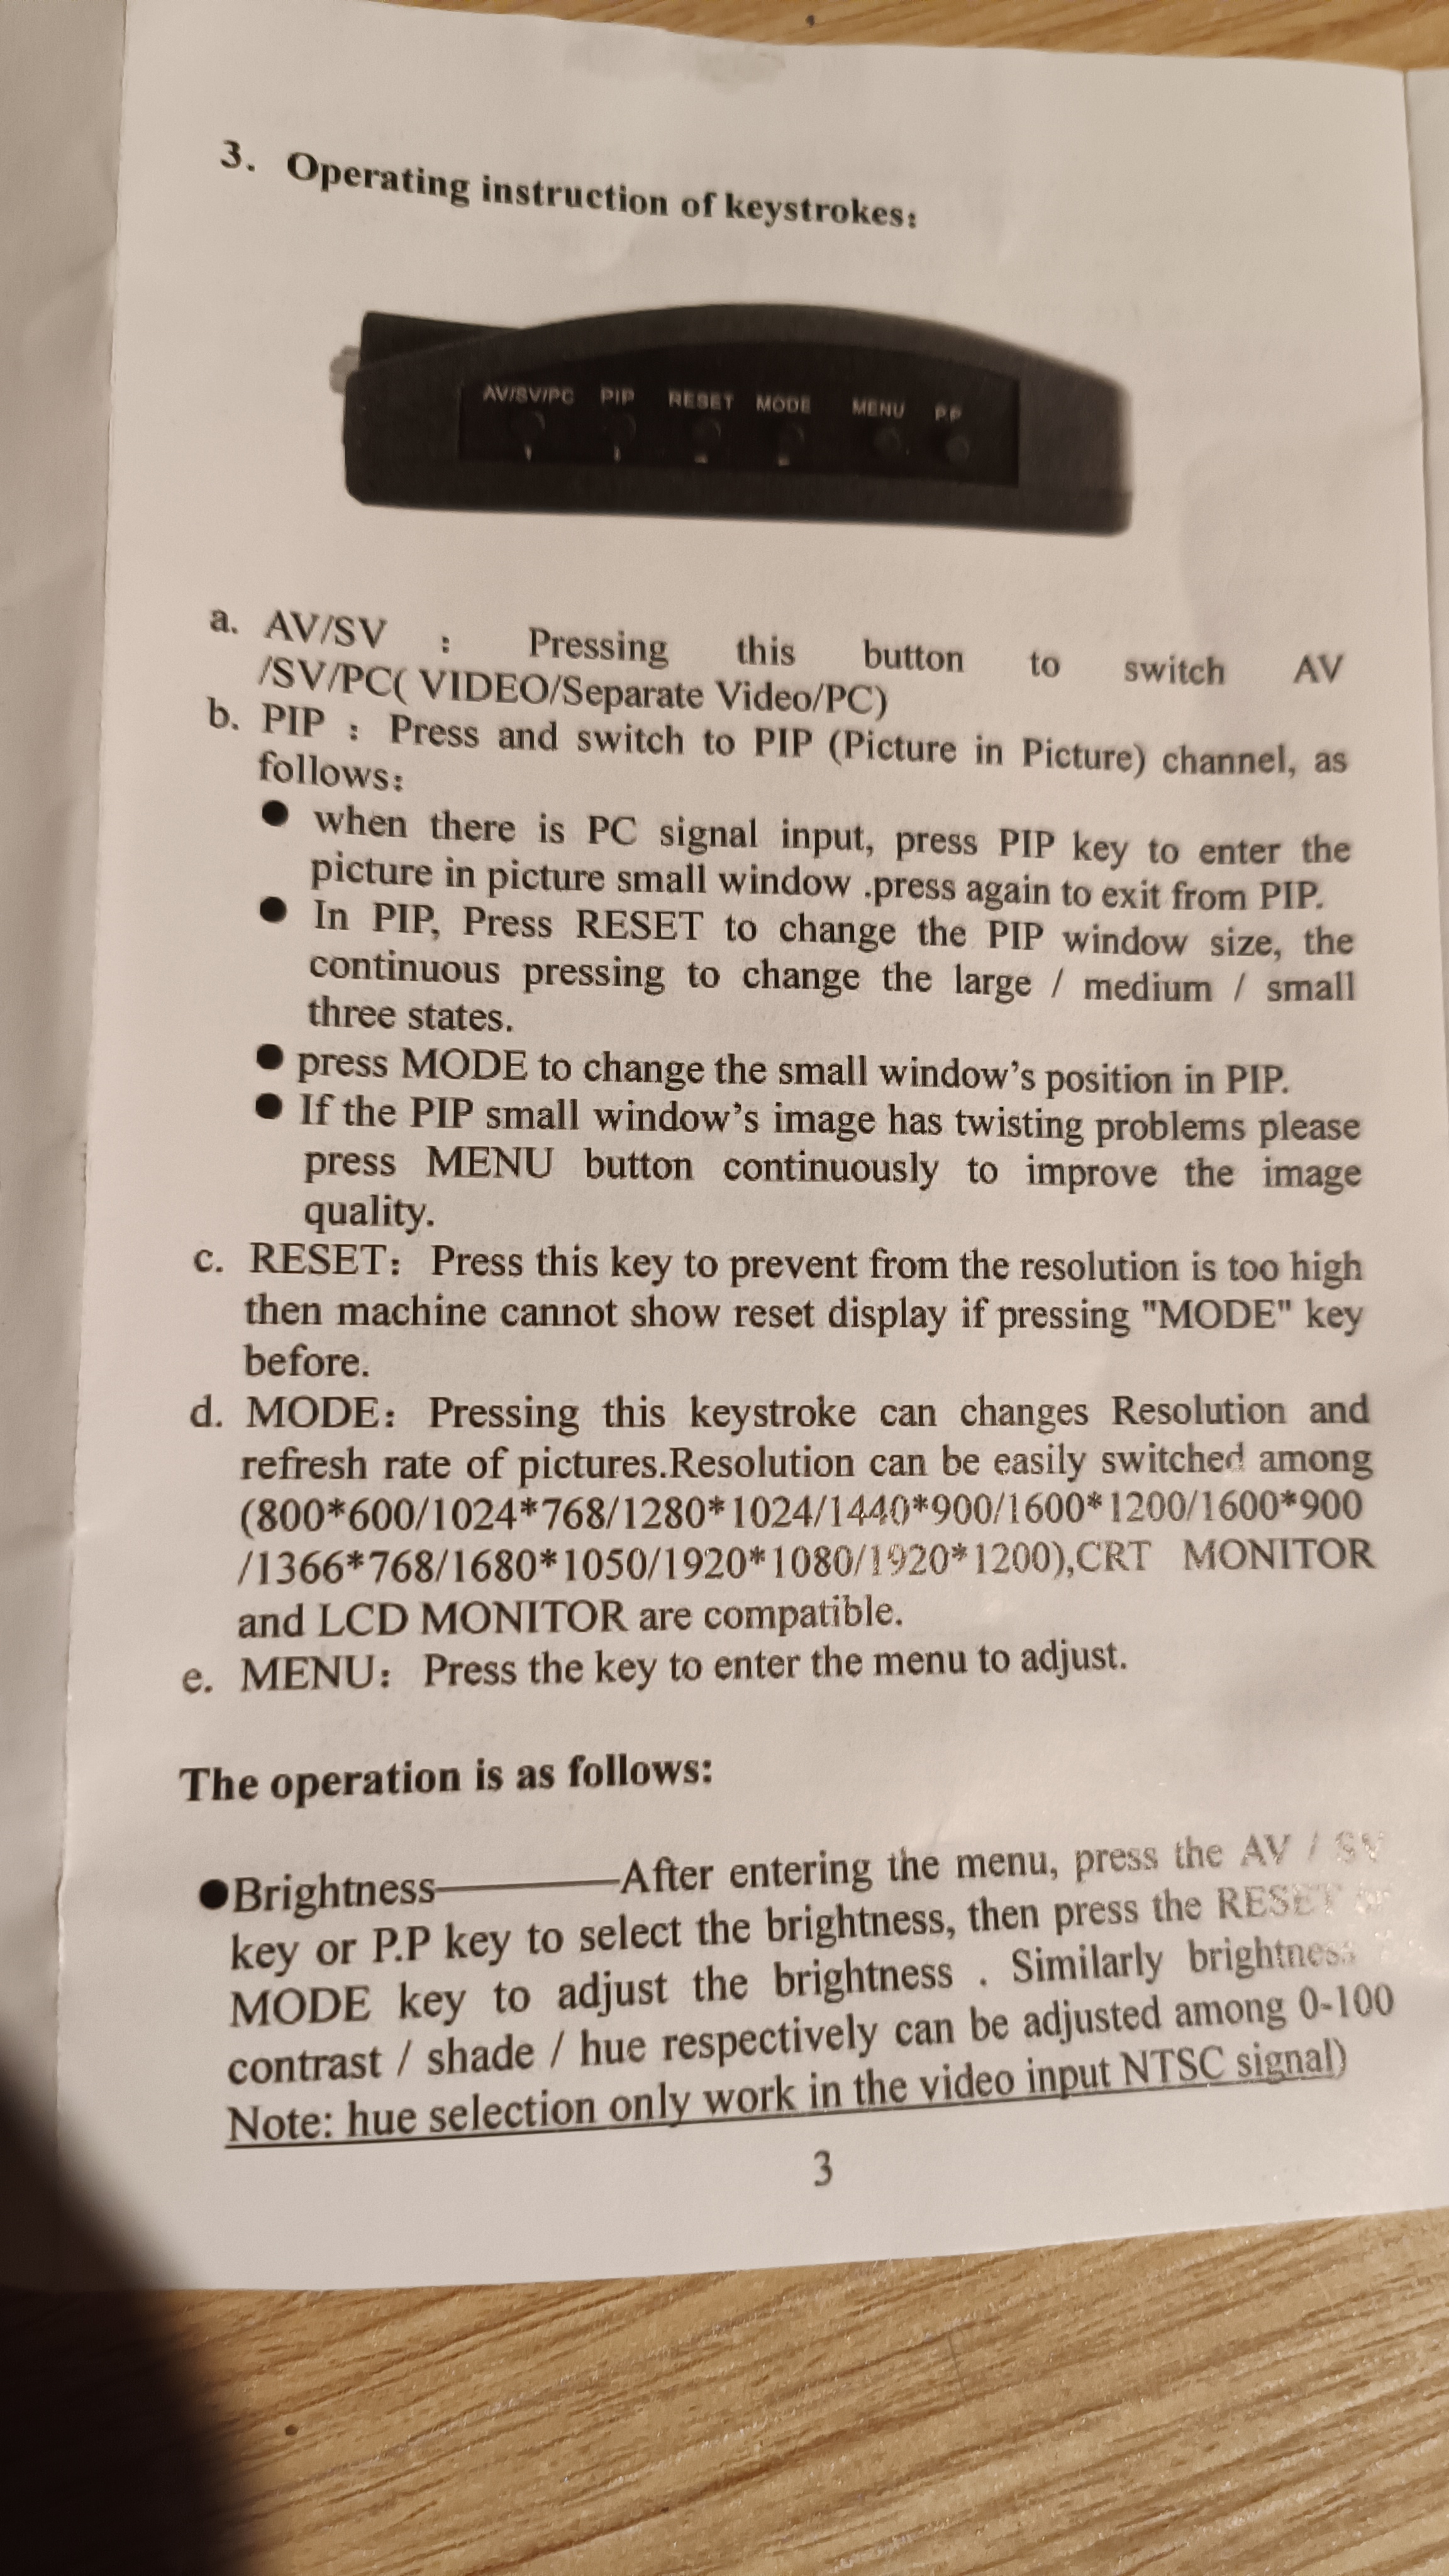 3. Operating instruction of keystrokes：
AV/SV/PC PIP RESET MODE MENU P.P
a. AV/SV ： Pressing this button to switch AV
/SV/PC( VIDEO/Separate Video/PC)
b. PIP ：Press and switch to PIP (Picture in Picture) channel, as
follows：
● when there is PC signal input, press PIP key to enter the
picture in picture small window .press again to exit from PIP.
● In PIP, Press RESET to change the PIP window size, the
continuous pressing to change the large / medium / small
three states.
● press MODE to change the small window’s position in PIP.
● If the PIP small window’s image has twisting problems please
press MENU button continuously to improve the image
quality.
c. RESET：Press this key to prevent from the resolution is too high
then machine cannot show reset display if pressing "MODE" key
before.
d. MODE：Pressing this keystroke can changes Resolution and
refresh rate of pictures.Resolution can be easily switched among
(800*600/1024*768/1280*1024/1440*900/1600*1200/1600*900
/1366*768/1680*1050/1920*1080/1920*1200),CRT MONITOR
and LCD MONITOR are compatible.
e. MENU：Press the key to enter the menu to adjust.
The operation is as follows:
●Brightness————After entering the menu, press the AV / SV
key or P.P key to select the brightness, then press the RESET
MODE key to adjust the brightness . Similarly brightness
contrast / shade / hue respectively can be adjusted among 0-100
Note: hue selection only work in the video input NTSC signal)
3